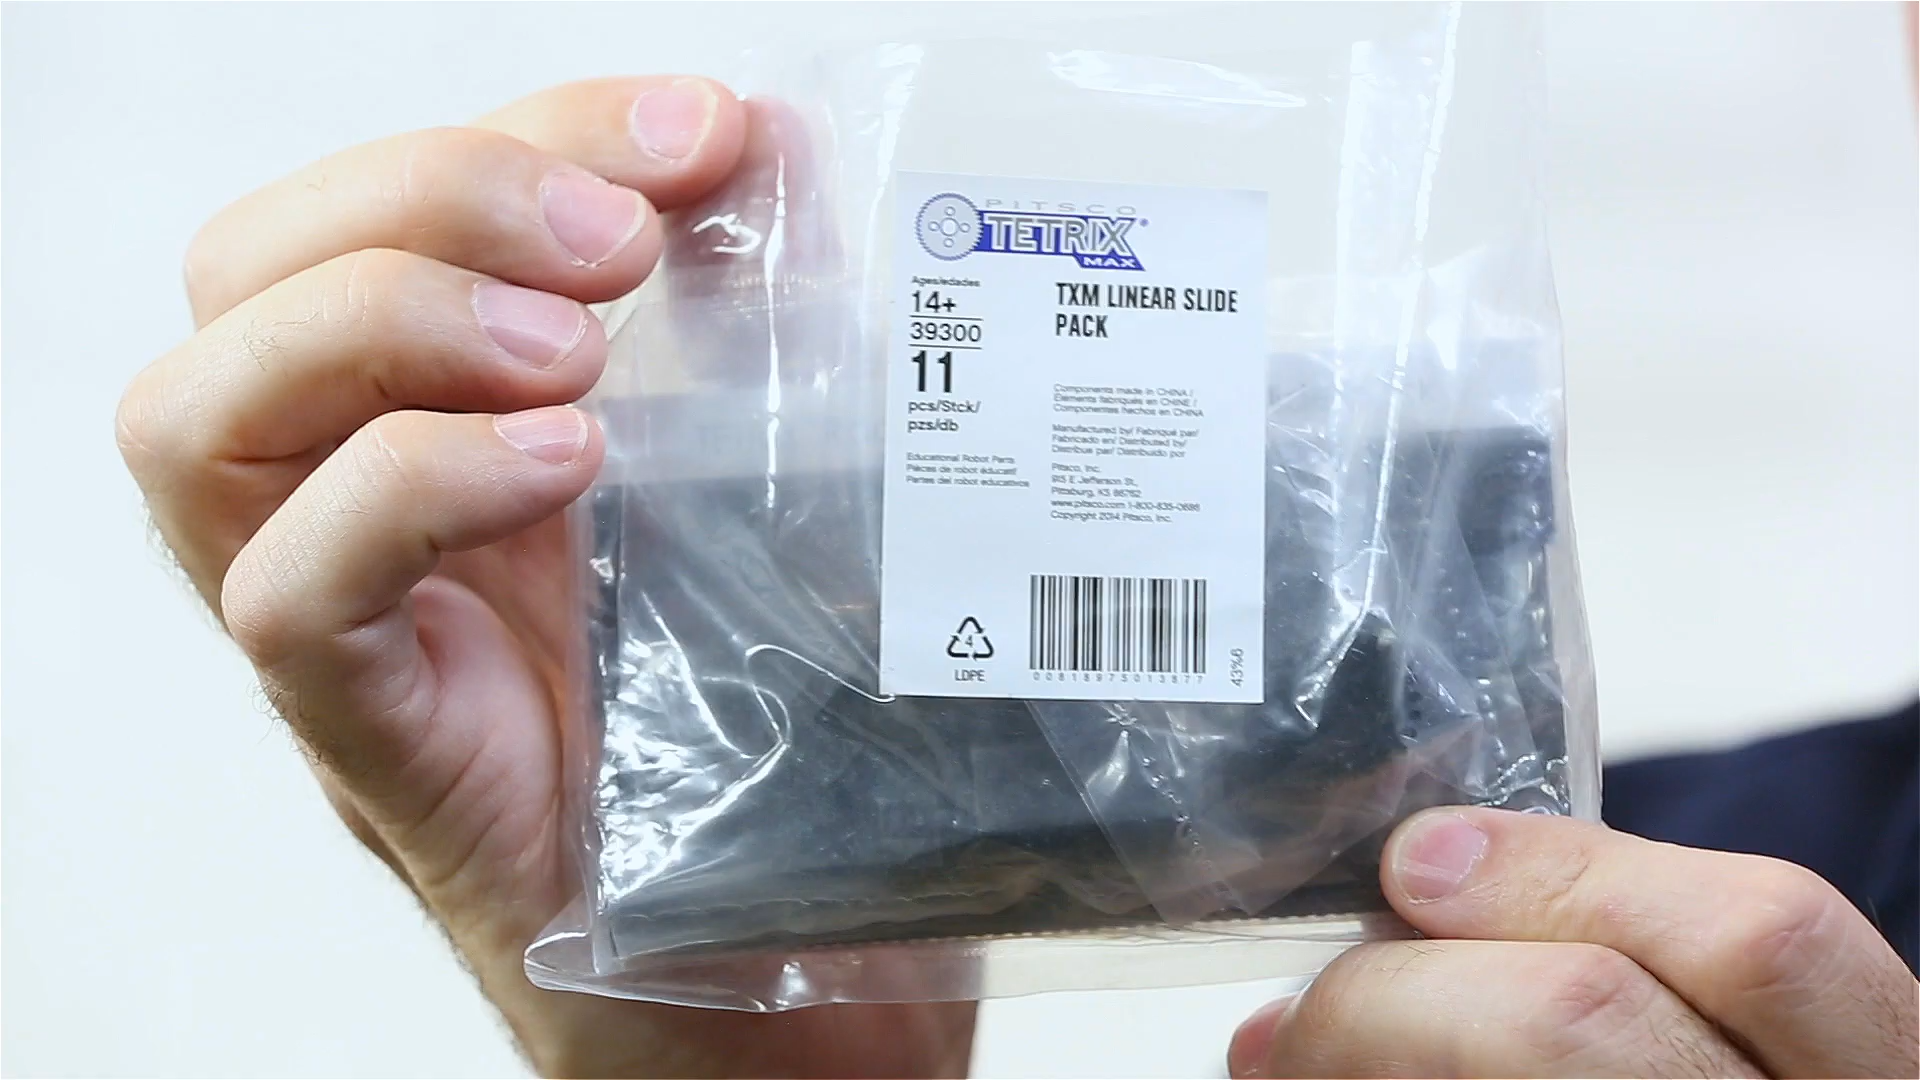 PITSCO
TETRIX®
MAX
Ages/edades
14+
39300
11
pcs/Stck/
pzs/db
Educational Robot Parts
Pièces de robot éducatif
Partes del robot educativos
TXM LINEAR SLIDE
PACK
Components made in CHINA /
Éléments fabriqués en CHINE /
Componentes hechos en CHINA
Manufactured by/ Fabriqué par/
Fabricado en/ Distributed by/
Distribué par/ Distribuido por
Pitsco, Inc.
915 E Jefferson St.,
Pittsburg, KS 66762
www.pitsco.com 1-800-835-0686
Copyright 2014 Pitsco, Inc.
4
LDPE
00818975013877
43%6